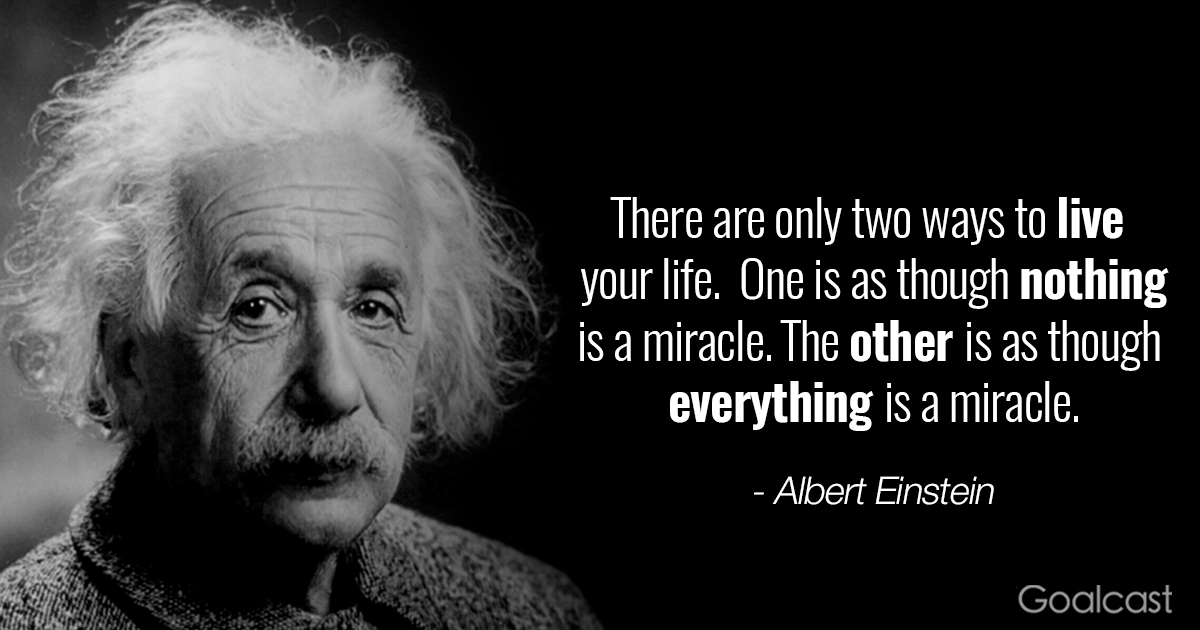 There are only two ways to live
your life.  One is as though nothing
is a miracle. The other is as though
everything is a miracle.
- Albert Einstein
Goalcast